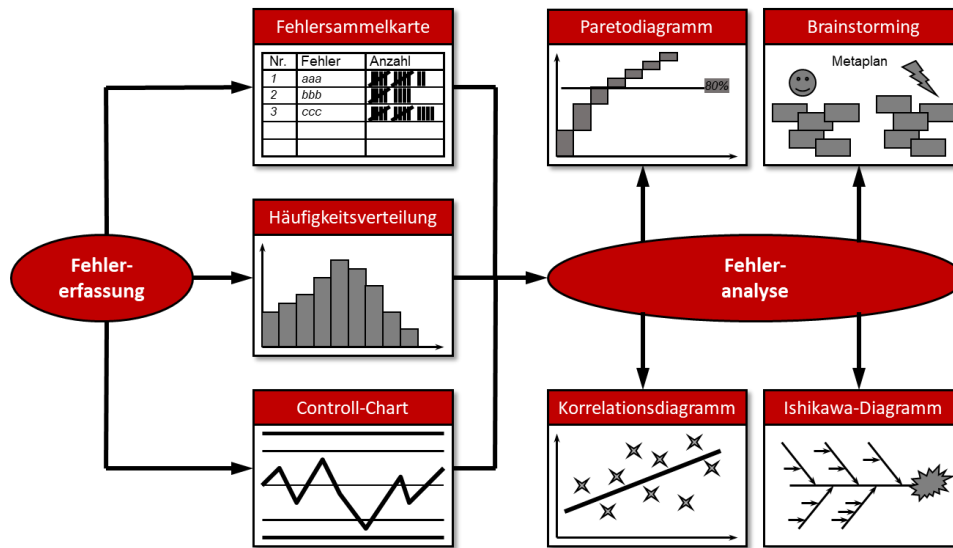 Fehlersammelkarte
Nr. Fehler Anzahl
1 aaa
2 bbb
3 ccc
Paretodiagramm
80%
Brainstorming
Metaplan
Häufigkeitsverteilung
Fehler-
erfassung
Fehler-
analyse
Controll-Chart
Korrelationsdiagramm
Ishikawa-Diagramm